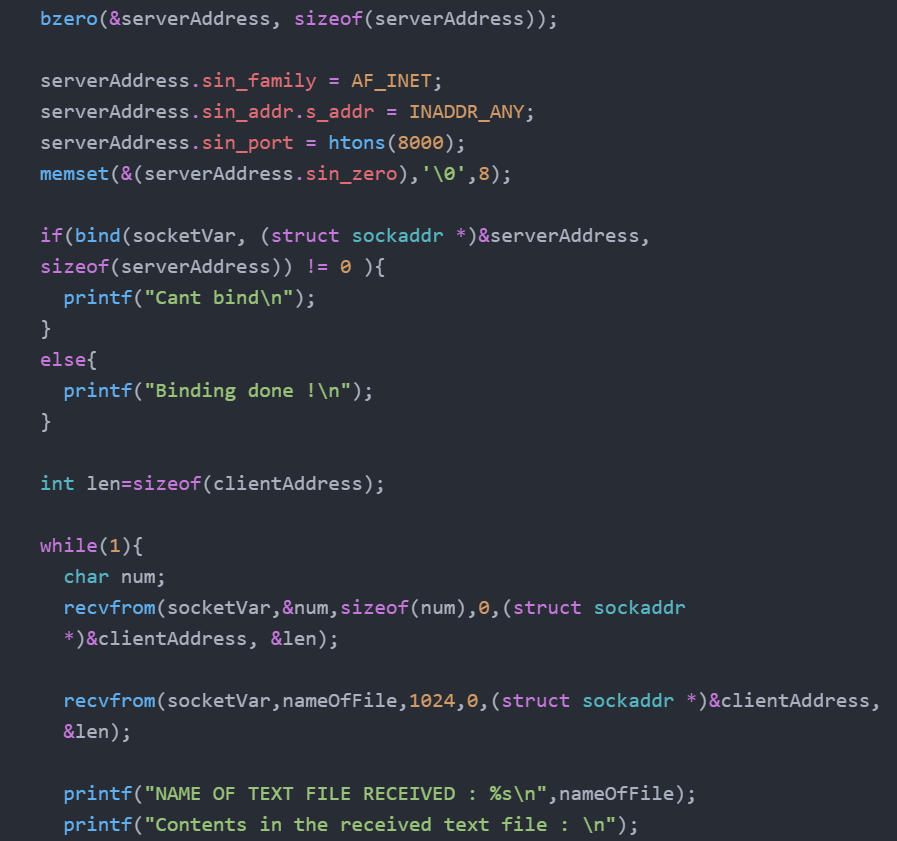 bzero(&serverAddress, sizeof(serverAddress));
serverAddress.sin_family = AF_INET;
serverAddress.sin_addr.s_addr = INADDR_ANY;
serverAddress.sin_port = htons(8000);
memset(&(serverAddress.sin_zero),'\0',8);
if(bind(socketVar, (struct sockaddr *)&serverAddress,
sizeof(serverAddress)) != 0 ){
printf("Cant bind\n");
}
else{
printf("Binding done !\n");
}
int len=sizeof(clientAddress);
while(1){
char num;
recvfrom(socketVar,&num,sizeof(num),0,(struct sockaddr
*)&clientAddress, &len);
recvfrom(socketVar,nameOfFile,1024,0,(struct sockaddr *)&clientAddress,
&len);
printf("NAME OF TEXT FILE RECEIVED : %s\n",nameOfFile);
printf("Contents in the received text file : \n");